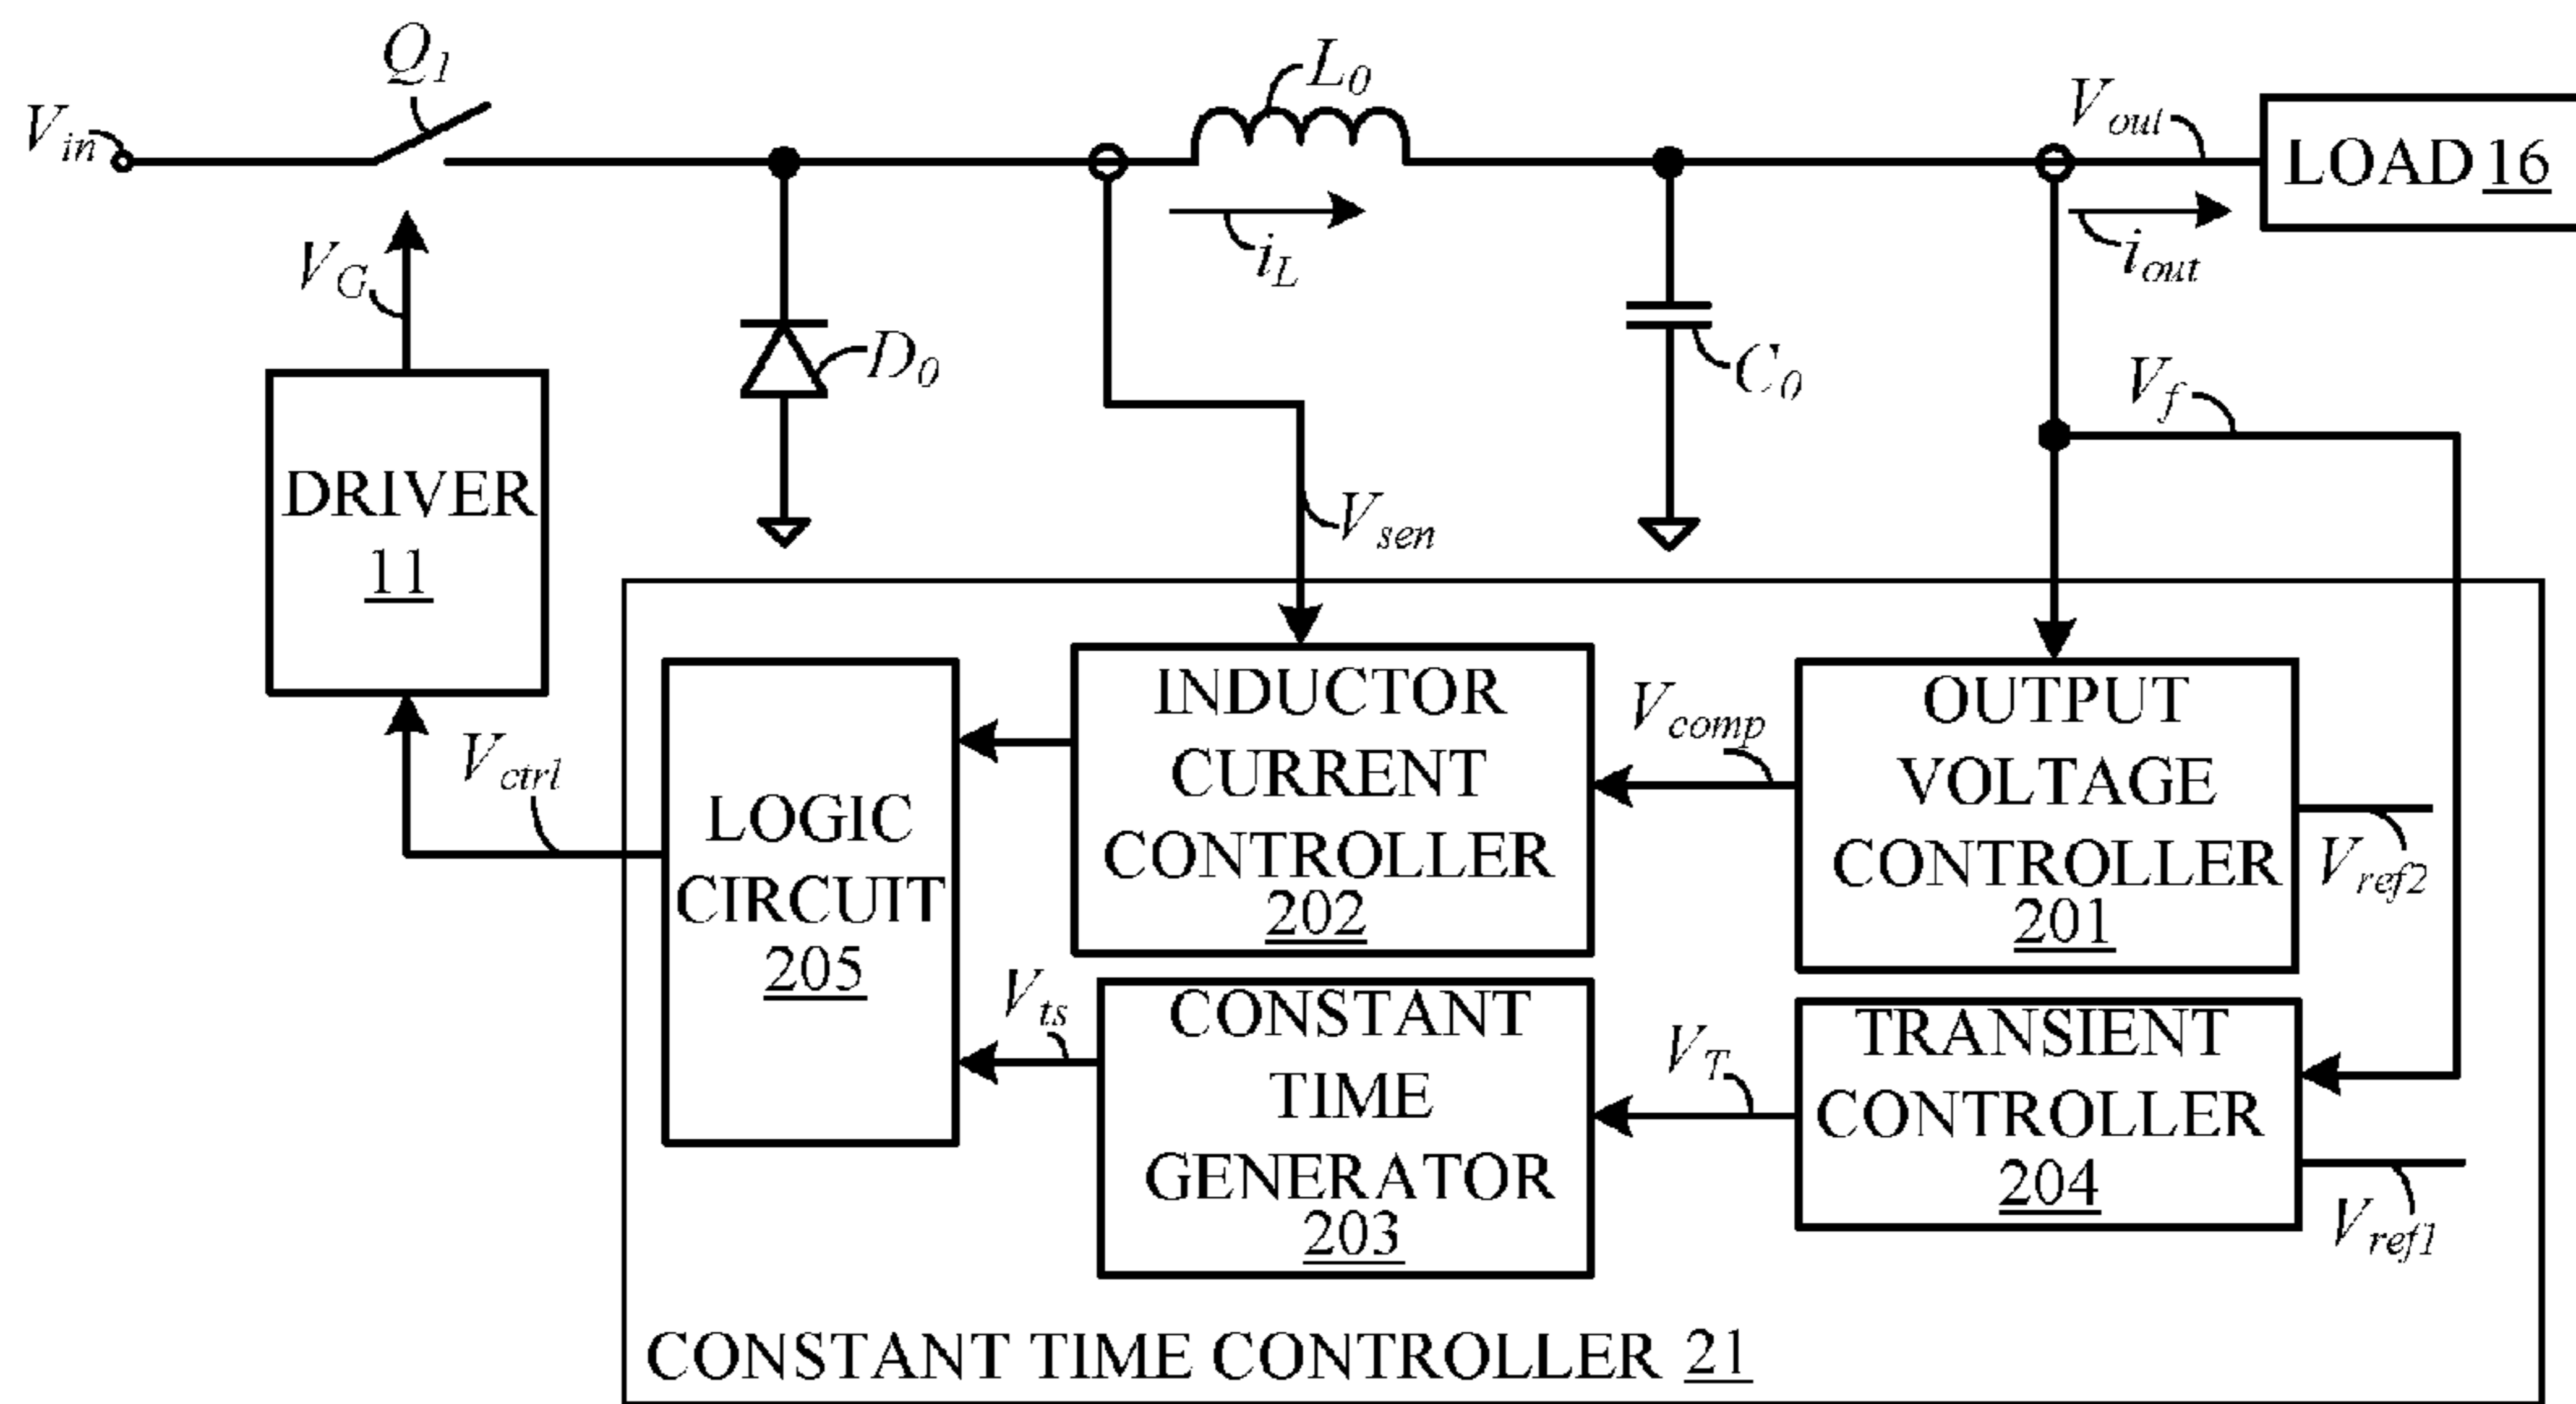 Q1
L0
Vin
Vout
LOAD 16
VG
iL
iout
D0
C0
Vf
DRIVER
11
Vsen
INDUCTOR
CURRENT
CONTROLLER
202
Vcomp
OUTPUT
VOLTAGE
CONTROLLER
201
Vref2
Vctrl
LOGIC
CIRCUIT
205
Vts
CONSTANT
TIME
GENERATOR
203
VT
TRANSIENT
CONTROLLER
204
Vref1
CONSTANT TIME CONTROLLER 21